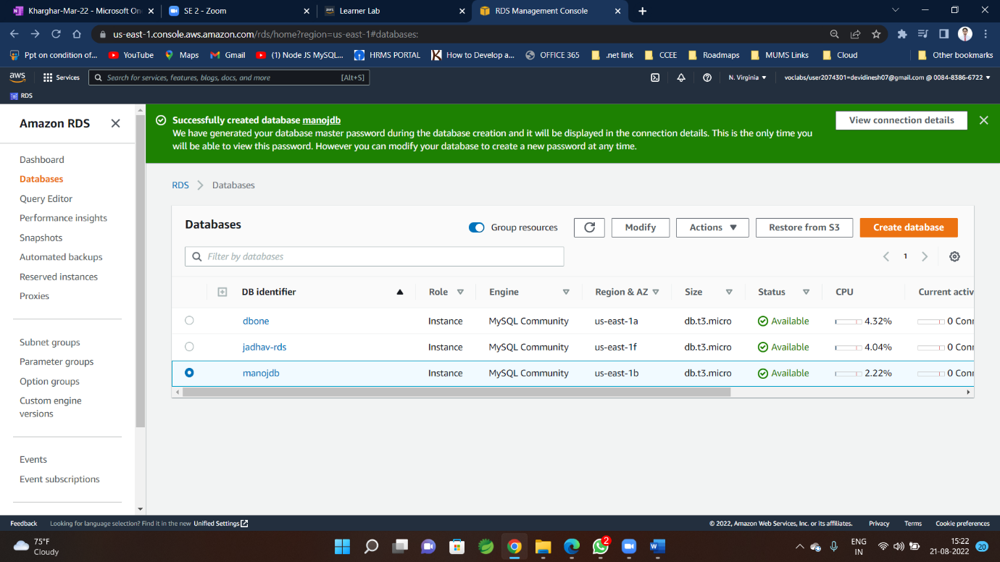 Kharghar-Mar-22 - Microsoft On
SE 2 - Zoom
Learner Lab
RDS Management Console
us-east-1.console.aws.amazon.com/rds/home?region=us-east-1#databases:
Ppt on condition of...
YouTube
Maps
Gmail
(1) Node JS MySQL...
HRMS PORTAL
How to Develop a...
OFFICE 365
.net link
CCEE
Roadmaps
MUMS Links
Cloud
Other bookmarks
aws
Services
Search for services, features, blogs, docs, and more
[Alt+S]
N. Virginia
voclabs/user2074301=devidinesh07@gmail.com @ 0084-8386-6722
RDS
Amazon RDS
Dashboard
Databases
Query Editor
Performance insights
Snapshots
Automated backups
Reserved instances
Proxies
Subnet groups
Parameter groups
Option groups
Custom engine
versions
Events
Event subscriptions
Successfully created database manojdb
We have generated your database master password during the database creation and it will be displayed in the connection details. This is the only time you
will be able to view this password. However you can modify your database to create a new password at any time.
View connection details
RDS
Databases
Databases
Group resources
Modify
Actions
Restore from S3
Create database
Filter by databases
1
DB identifier Role Engine Region & AZ Size Status CPU Current activ
dbone Instance MySQL Community us-east-1a db.t3.micro Available 4.32% 0 Conn
jadhav-rds Instance MySQL Community us-east-1f db.t3.micro Available 4.04% 0 Conn
manojdb Instance MySQL Community us-east-1b db.t3.micro Available 2.22% 0 Conn
Feedback
Looking for language selection? Find it in the new Unified Settings
© 2022, Amazon Web Services, Inc. or its affiliates.
Privacy
Terms
Cookie preferences
75°F
Cloudy
2
ENG
IN
15:22
21-08-2022
20